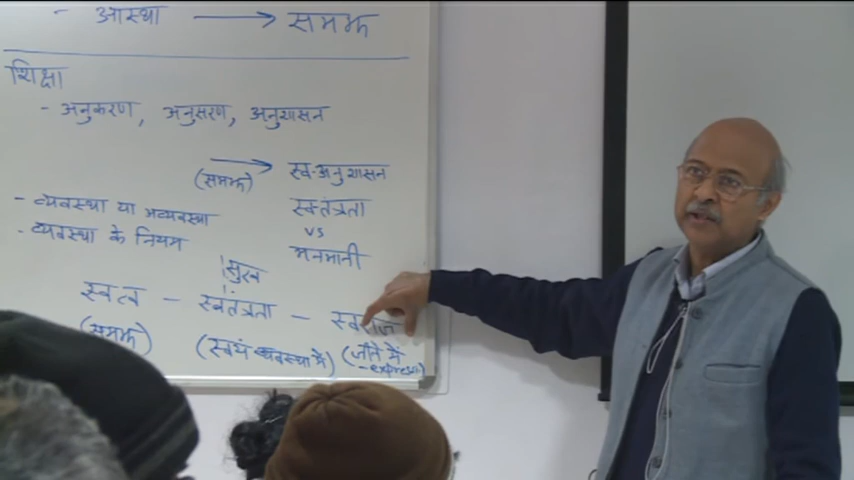 - आस्था → समझ
शिक्षा
- अनुकरण, अनुसरण, अनुशासन
→ स्व-अनुशासन
(समझ)
- व्यवस्था या अव्यवस्था स्वतंत्रता
vs
- व्यवस्था के नियम मनमानी
सुख
स्वत्व - स्वतंत्रता - स्वराज
(समझ) (स्वयं व्यवस्था में) (जीने में